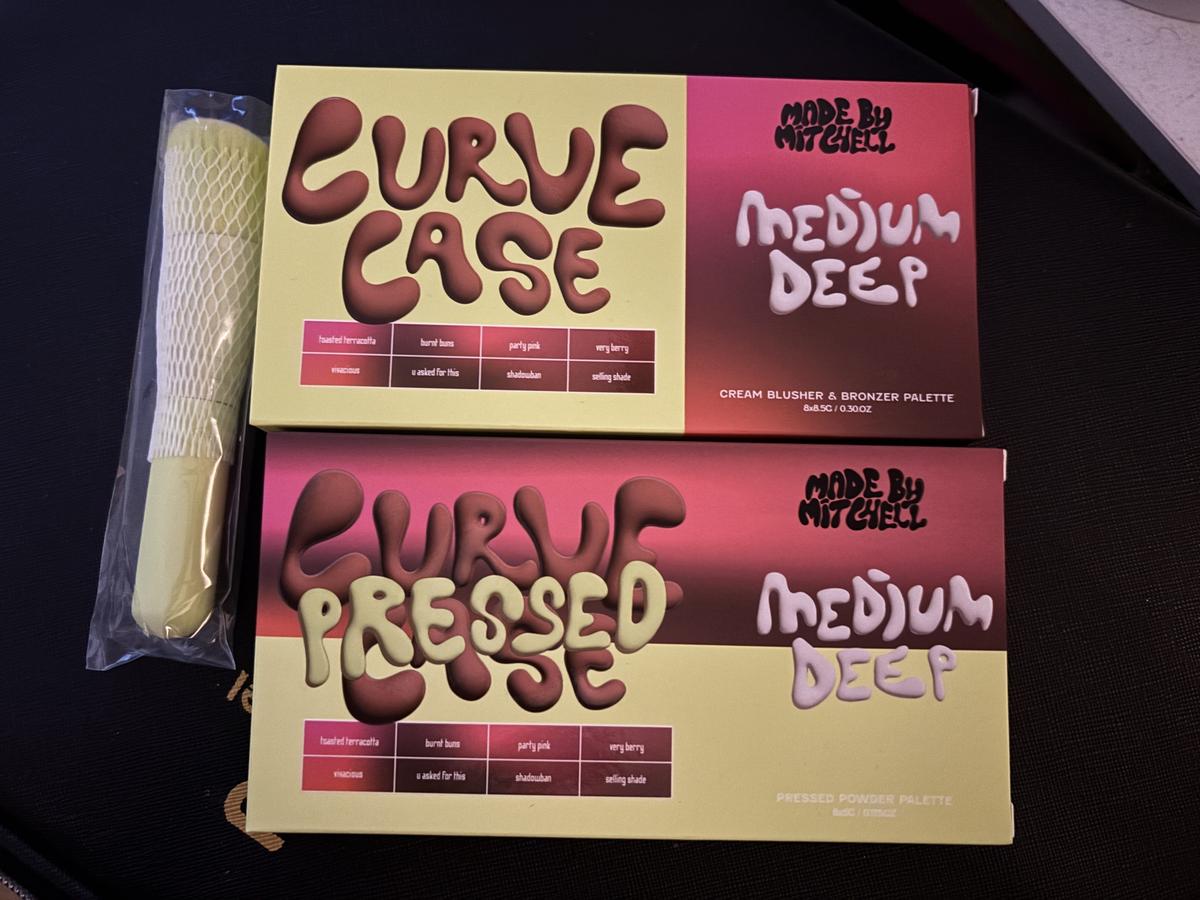 CURVE
CASE
toasted terracotta burnt buns party pink very berry
vivacious u asked for this shadowban selling shade
MADE BY
MITCHELL
MEDIUM
DEEP
CREAM BLUSHER & BRONZER PALETTE
8x8.5G / 0.30.OZ
CURVE
PRESSED
CASE
toasted terracotta burnt buns party pink very berry
vivacious u asked for this shadowban selling shade
MADE BY
MITCHELL
MEDIUM
DEEP
PRESSED POWDER PALETTE